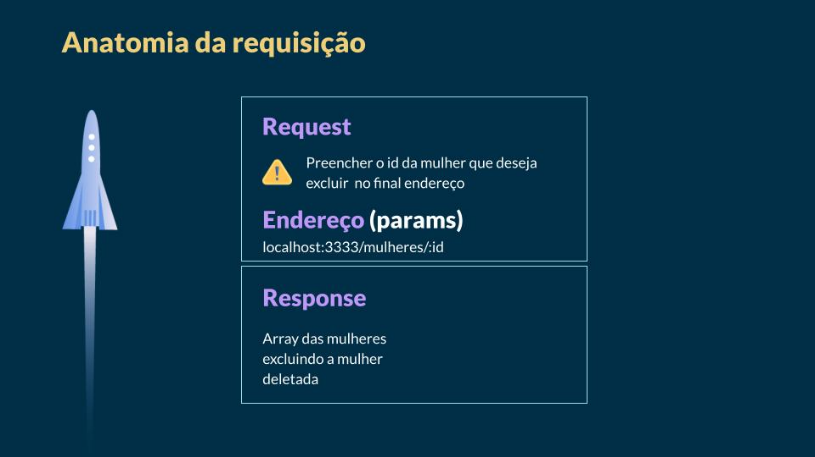 Anatomia da requisição
Request
Preencher o id da mulher que deseja
excluir no final endereço
Endereço (params)
localhost:3333/mulheres/:id
Response
Array das mulheres
excluindo a mulher
deletada